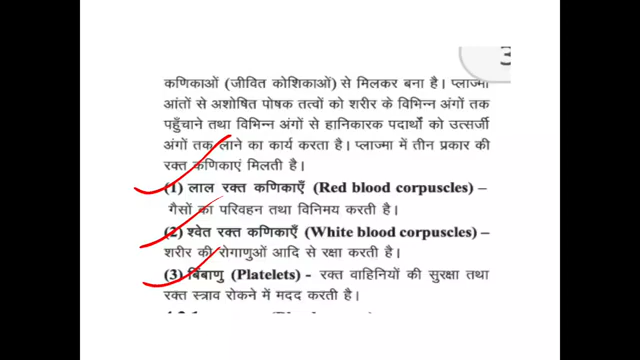 3
कणिकाओं (जीवित कोशिकाओं) से मिलकर बना है। प्लाज्मा
आंतों से अशोषित पोषक तत्वों को शरीर के विभिन्न अंगों तक
पहुँचाने तथा विभिन्न अंगों से हानिकारक पदार्थों को उत्सर्जी
अंगों तक लाने का कार्य करता है। प्लाज्मा में तीन प्रकार की
रक्त कणिकाएं मिलती है।
(1) लाल रक्त कणिकाएँ (Red blood corpuscles) –
गैसों का परिवहन तथा विनिमय करती है।
(2) श्वेत रक्त कणिकाएँ (White blood corpuscles) –
शरीर की रोगाणुओं आदि से रक्षा करती है।
(3) बिंबाणु (Platelets) - रक्त वाहिनियों की सुरक्षा तथा
रक्त स्त्राव रोकने में मदद करती है।